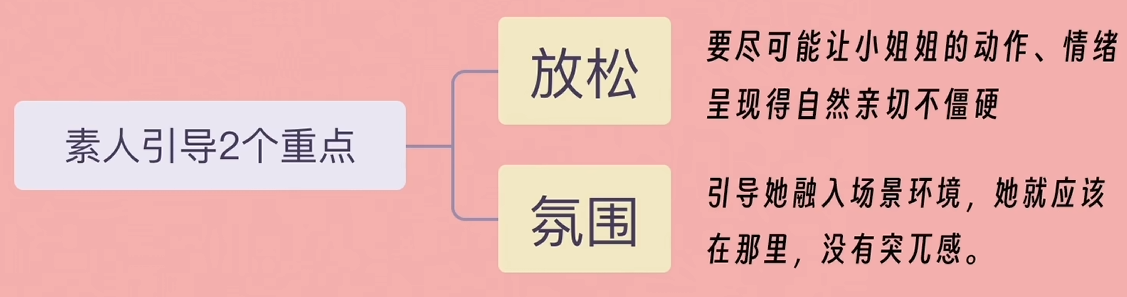 素人引导2个重点
放松
要尽可能让小姐姐的动作、情绪
呈现得自然亲切不僵硬
氛围
引导她融入场景环境，她就应该
在那里，没有突兀感。